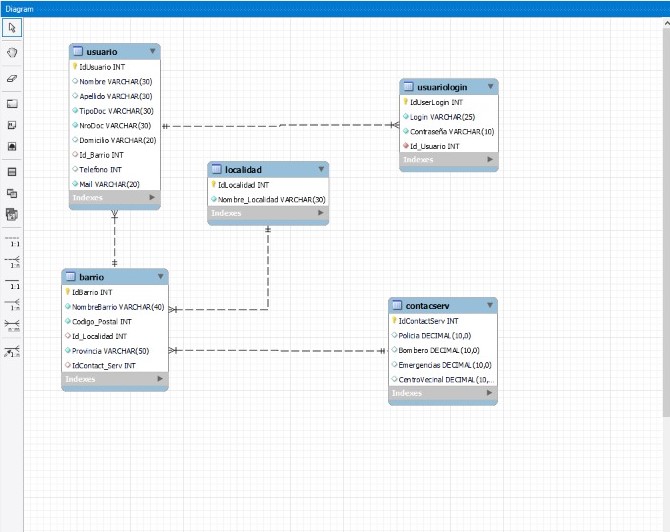 Diagram
usuario
IdUsuario INT
Nombre VARCHAR(30)
Apellido VARCHAR(30)
TipoDoc VARCHAR(30)
NroDoc VARCHAR(30)
Domicilio VARCHAR(20)
Id_Barrio INT
Telefono INT
Mail VARCHAR(20)
Indexes
usuariologin
IdUserLogin INT
Login VARCHAR(25)
Contraseña VARCHAR(10)
Id_Usuario INT
Indexes
localidad
IdLocalidad INT
Nombre_Localidad VARCHAR(30)
Indexes
barrio
IdBarrio INT
NombreBarrio VARCHAR(40)
Codigo_Postal INT
Id_Localidad INT
Provincia VARCHAR(50)
IdContact_Serv INT
Indexes
contacserv
IdContactServ INT
Policia DECIMAL(10,0)
Bombero DECIMAL(10,0)
Emergencias DECIMAL(10,0)
CentroVecinal DECIMAL(10,...
Indexes
1:1
1:n
1:1
1:n
n:m
1:n